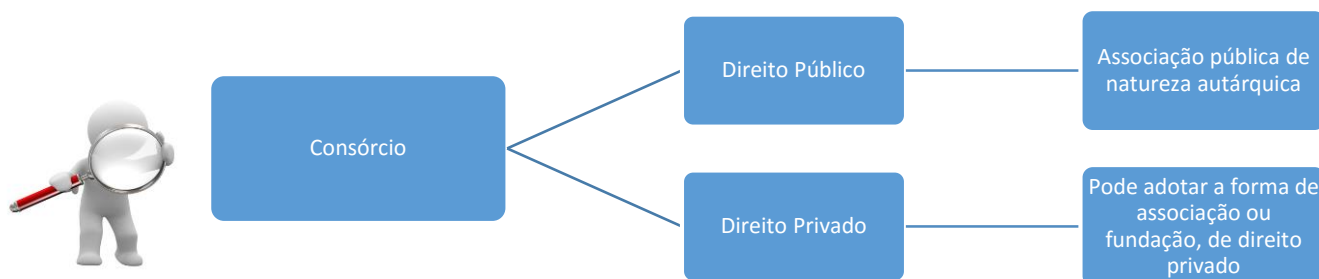 Consórcio
Direito Público
Associação pública de
natureza autárquica
Direito Privado
Pode adotar a forma de
associação ou
fundação, de direito
privado